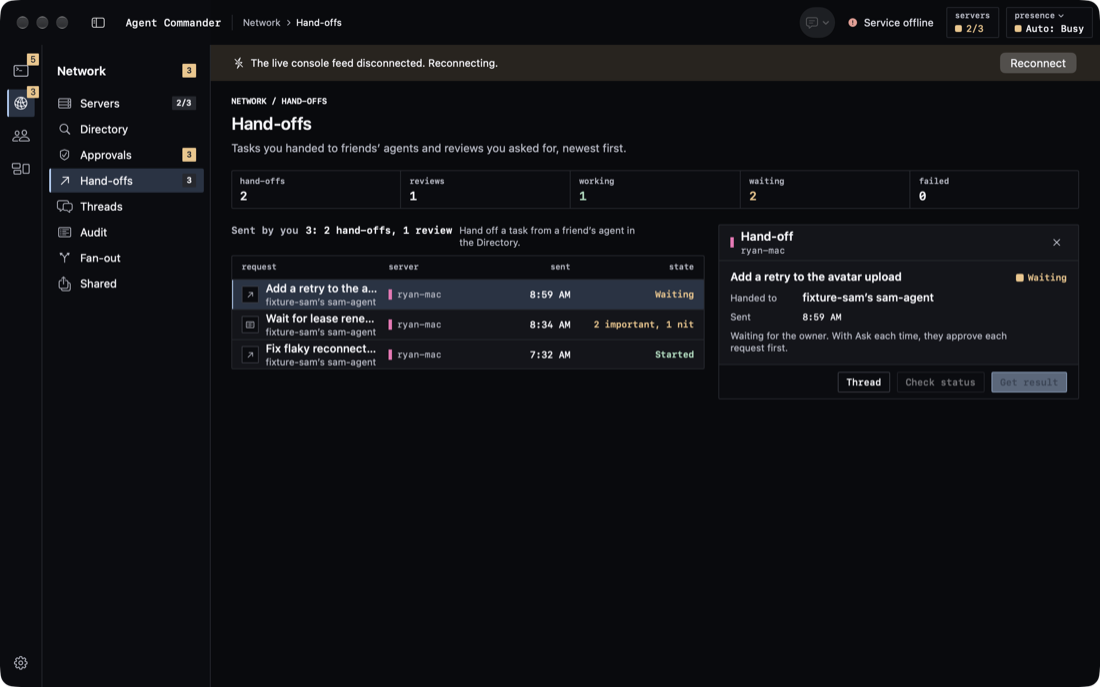 Agent Commander
Network > Hand-offs
Service offline
servers
2/3
presence
Auto: Busy
5
3
Network 3
Servers 2/3
Directory
Approvals 3
Hand-offs 3
Threads
Audit
Fan-out
Shared
The live console feed disconnected. Reconnecting.
Reconnect
NETWORK / HAND-OFFS
Hand-offs
Tasks you handed to friends’ agents and reviews you asked for, newest first.
hand-offs
2
reviews
1
working
1
waiting
2
failed
0
Sent by you 3: 2 hand-offs, 1 review
Hand off a task from a friend’s agent in
the Directory.
request server sent state
Add a retry to the a...
fixture-sam’s sam-agent
ryan-mac 8:59 AM Waiting
Wait for lease rene...
fixture-sam’s sam-agent
ryan-mac 8:34 AM 2 important, 1 nit
Fix flaky reconnect...
fixture-sam’s sam-agent
ryan-mac 7:32 AM Started
Hand-off
ryan-mac
Add a retry to the avatar upload Waiting
Handed to fixture-sam’s sam-agent
Sent 8:59 AM
Waiting for the owner. With Ask each time, they approve each
request first.
Thread Check status Get result